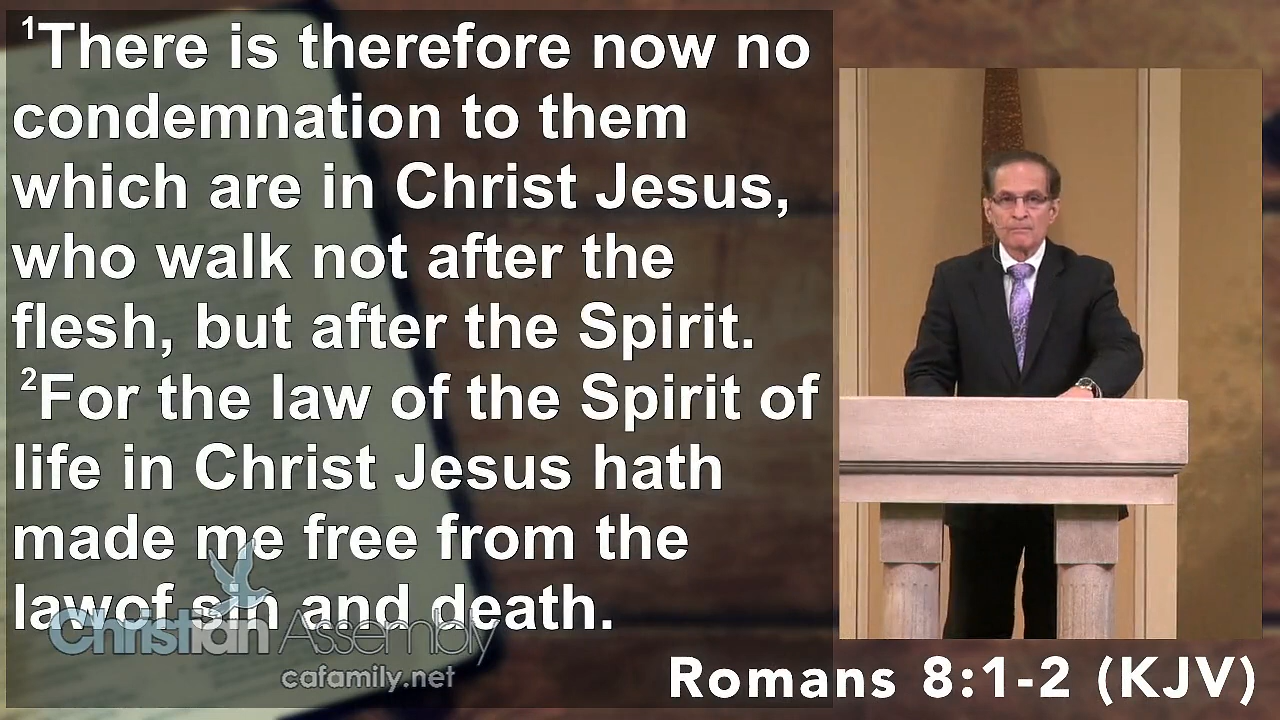 ¹There is therefore now no
condemnation to them
which are in Christ Jesus,
who walk not after the
flesh, but after the Spirit.
²For the law of the Spirit of
life in Christ Jesus hath
made me free from the
lawof sin and death.
Christian Assembly
cafamily.net
Romans 8:1-2 (KJV)